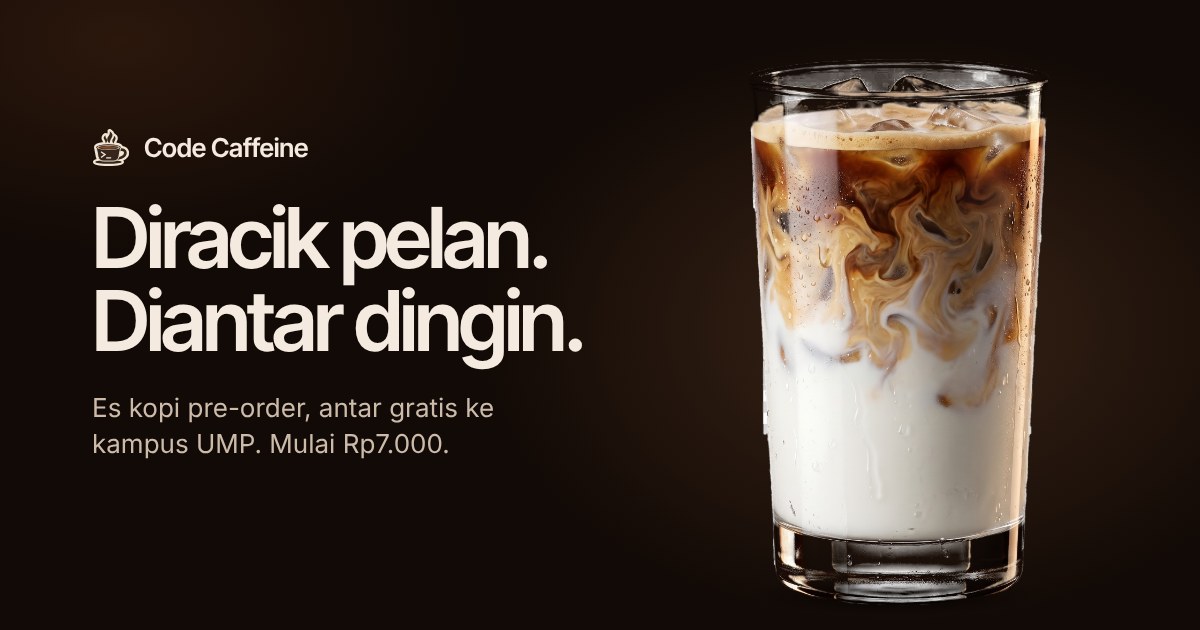 Code Caffeine
Diracik pelan.
Diantar dingin.
Es kopi pre-order, antar gratis ke
kampus UMP. Mulai Rp7.000.